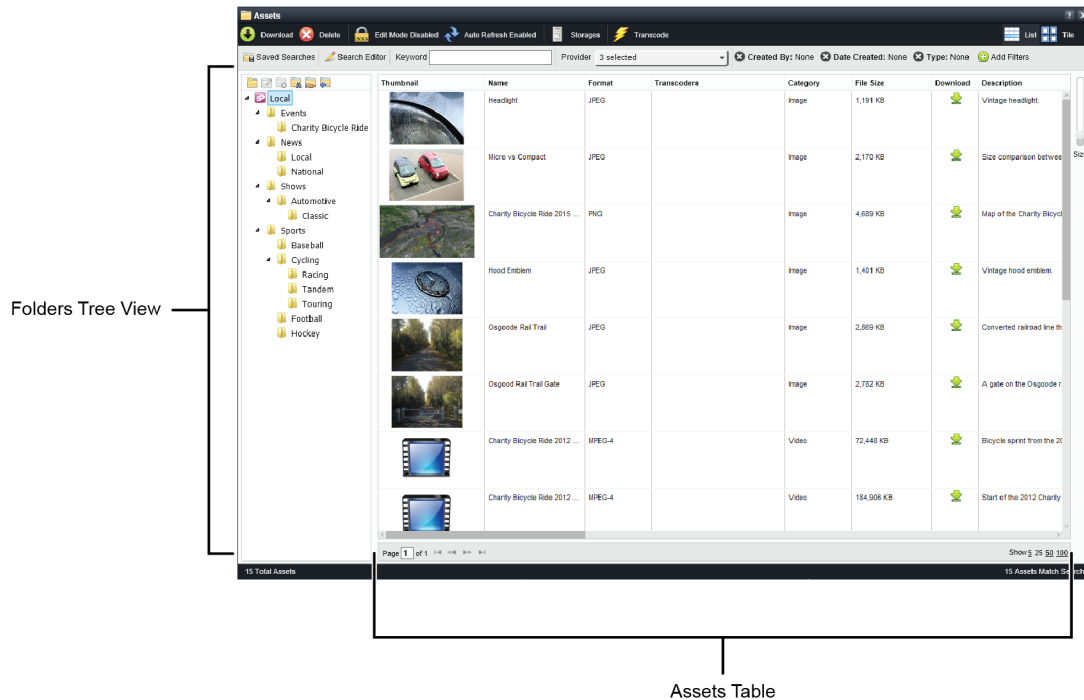 Assets
?
Download Delete Edit Mode Disabled Auto Refresh Enabled Storages Transcode List Tile
Saved Searches Search Editor Keyword Provider 3 selected Created By: None Date Created: None Type: None Add Filters
Local
Events
Charity Bicycle Ride
News
Local
National
Shows
Automotive
Classic
Sports
Baseball
Cycling
Racing
Tandem
Touring
Football
Hockey
Thumbnail Name Format Transcoders Category File Size Download Description
Headlight JPEG Image 1,191 KB Vintage headlight.
Micro vs Compact JPEG Image 2,170 KB Size comparison betwee
Siz
Charity Bicycle Ride 2015 ... PNG Image 4,689 KB Map of the Charity Bicycl
Hood Emblem JPEG Image 1,401 KB Vintage hood emblem.
Osgoode Rail Trail JPEG Image 2,869 KB Converted railroad line th
Osgood Rail Trail Gate JPEG Image 2,782 KB A gate on the Osgoode r
Charity Bicycle Ride 2012 ... MPEG-4 Video 72,448 KB Bicycle sprint from the 20
Charity Bicycle Ride 2012 ... MPEG-4 Video 184,906 KB Start of the 2012 Charity
Page 1 of 1 Show 5 25 50 100
15 Total Assets 15 Assets Match Search
Folders Tree View
Assets Table